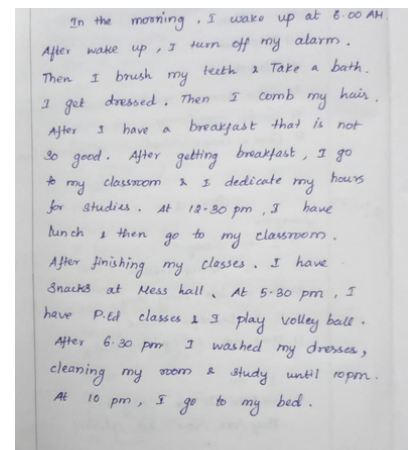 In the morning, I wake up at 6.00 AM.
After wake up, I turn off my alarm.
Then I brush my teeth & Take a bath.
I get dressed. Then I comb my hair.
After I have a breakfast that is not
so good. After getting breakfast, I go
to my classroom & I dedicate my hours
for studies. At 12-30 pm, I have
lunch & then go to my classroom.
After finishing my classes. I have
Snacks at Mess hall. At 5.30 pm, I
have P.Ed classes & I play volley ball.
After 6.30 pm I washed my dresses,
cleaning my room & study until 10pm.
At 10 pm, I go to my bed.